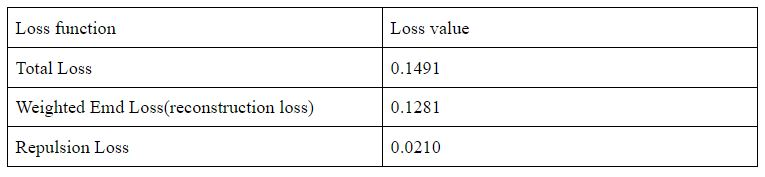 Loss function Loss value
Total Loss 0.1491
Weighted Emd Loss(reconstruction loss) 0.1281
Repulsion Loss 0.0210